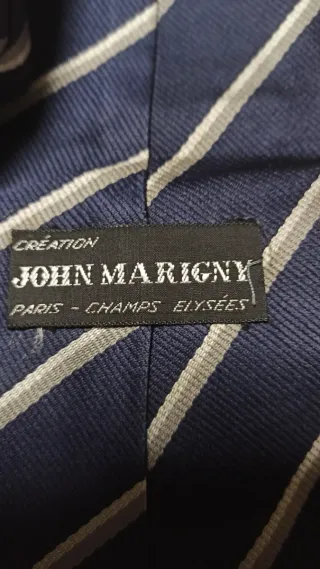 CRÉATION
JOHN MARIGNY
PARIS - CHAMPS ELYSÉES